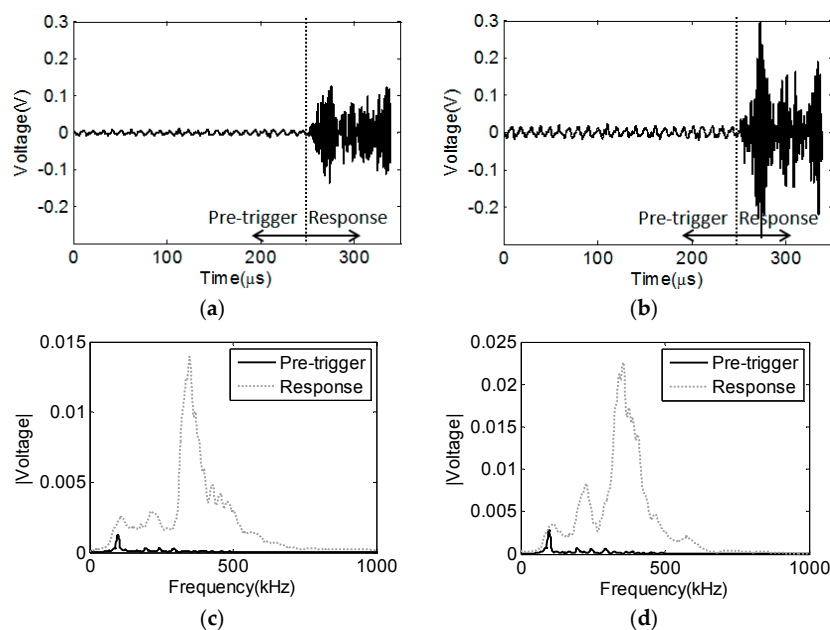 0.3
0.2
0.1
0
-0.1
-0.2
Voltage(V)
Pre-trigger Response
0 100 200 300
Time(μs)
(a)
0.3
0.2
0.1
0
-0.1
-0.2
Voltage(V)
Pre-trigger Response
0 100 200 300
Time(μs)
(b)
0.015
0.01
0.005
0
|Voltage|
Pre-trigger
Response
0 500 1000
Frequency(kHz)
(c)
0.025
0.02
0.015
0.01
0.005
0
|Voltage|
Pre-trigger
Response
0 500 1000
Frequency(kHz)
(d)